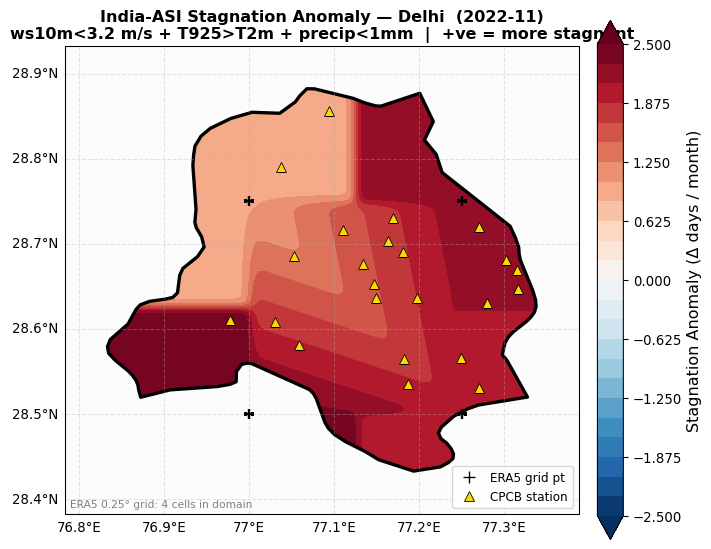 India-ASI Stagnation Anomaly — Delhi  (2022-11)
ws10m<3.2 m/s + T925>T2m + precip<1mm  |  +ve = more stagnant
28.9°N
28.8°N
28.7°N
28.6°N
28.5°N
28.4°N
76.8°E
76.9°E
77°E
77.1°E
77.2°E
77.3°E
ERA5 0.25° grid: 4 cells in domain
ERA5 grid pt
CPCB station
2.500
1.875
1.250
0.625
0.000
−0.625
−1.250
−1.875
−2.500
Stagnation Anomaly (Δ days / month)